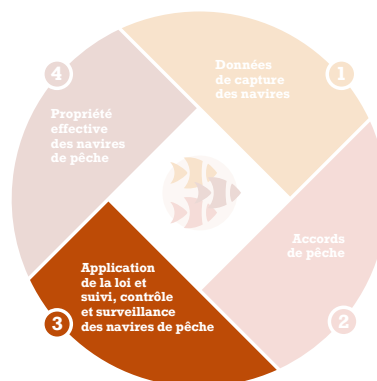 1
Données
de capture
des navires
Accords
de pêche
2
Application
de la loi et
suivi, contrôle
et surveillance
des navires de pêche
3
4
Propriété
effective
des navires
de pêche